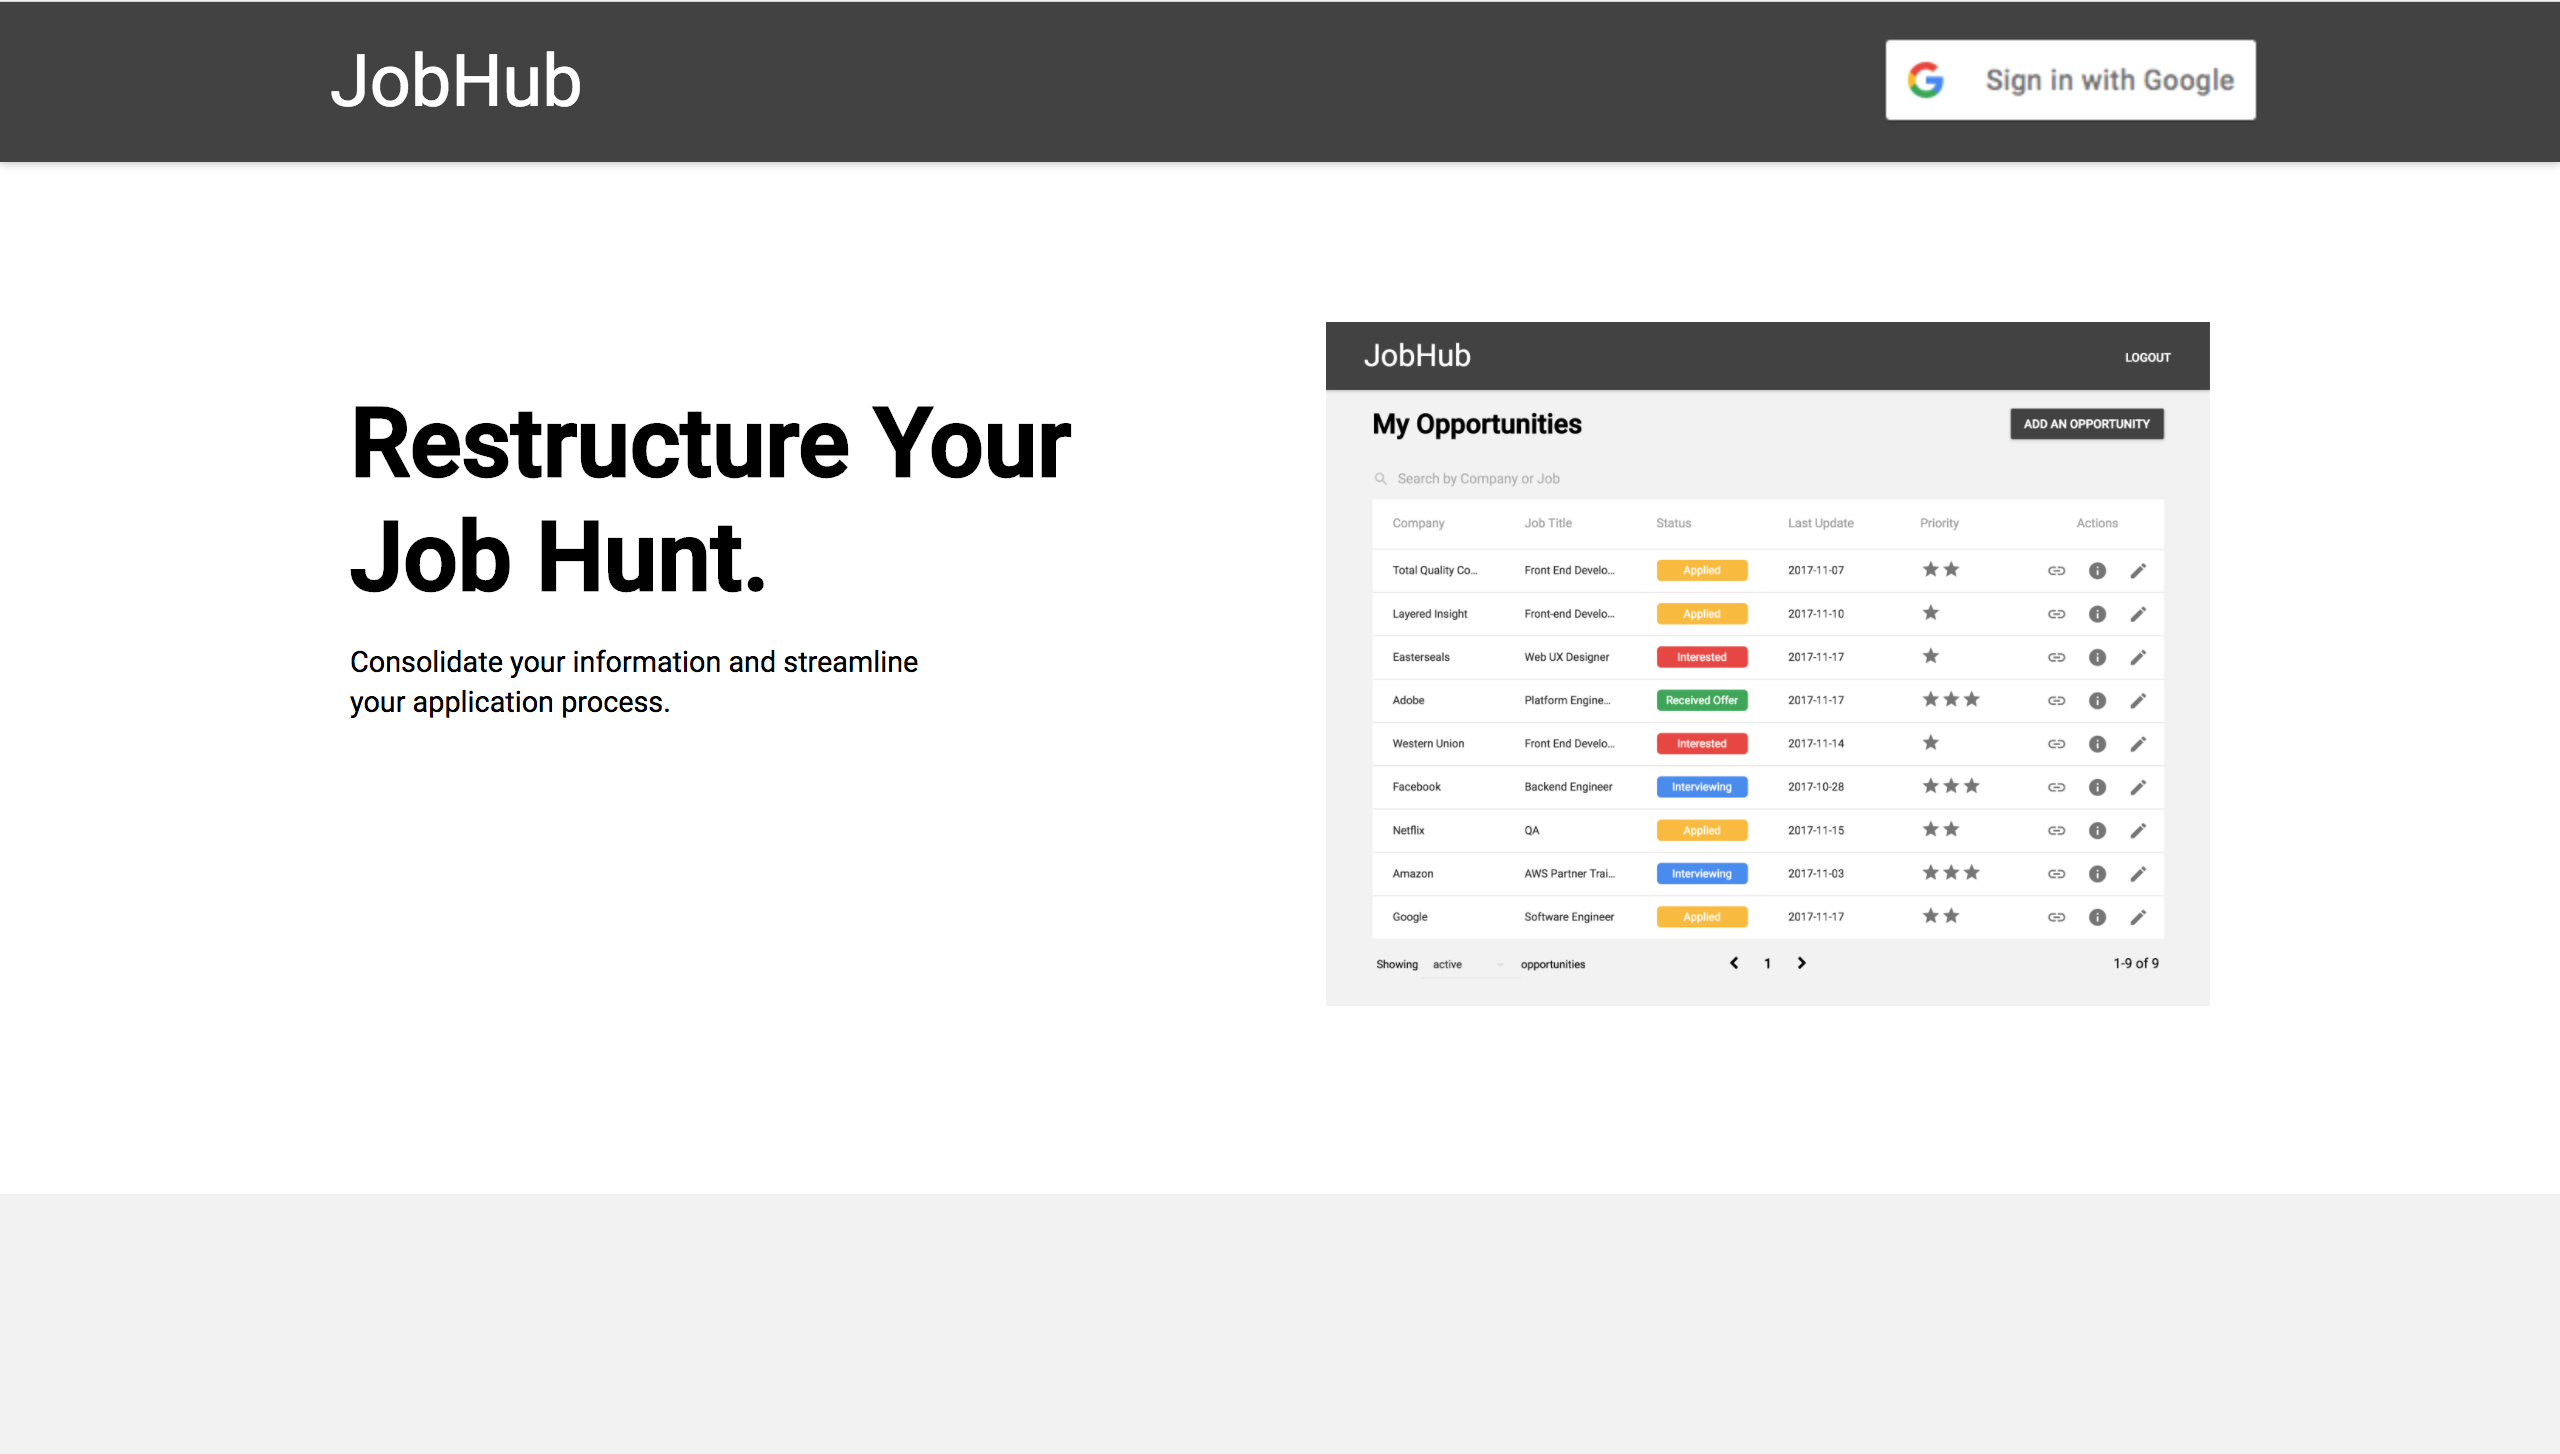 JobHub
Sign in with Google
Restructure Your
Job Hunt.
Consolidate your information and streamline
your application process.
JobHub
LOGOUT
My Opportunities
ADD AN OPPORTUNITY
Search by Company or Job
Company Job Title Status Last Update Priority Actions
Total Quality Co... Front End Develo... Applied 2017-11-07
Layered Insight Front-end Develo... Applied 2017-11-10
Easterseals Web UX Designer Interested 2017-11-17
Adobe Platform Engine... Received Offer 2017-11-17
Western Union Front End Develo... Interested 2017-11-14
Facebook Backend Engineer Interviewing 2017-10-28
Netflix QA Applied 2017-11-15
Amazon AWS Partner Trai... Interviewing 2017-11-03
Google Software Engineer Applied 2017-11-17
Showing active opportunities 1 1-9 of 9